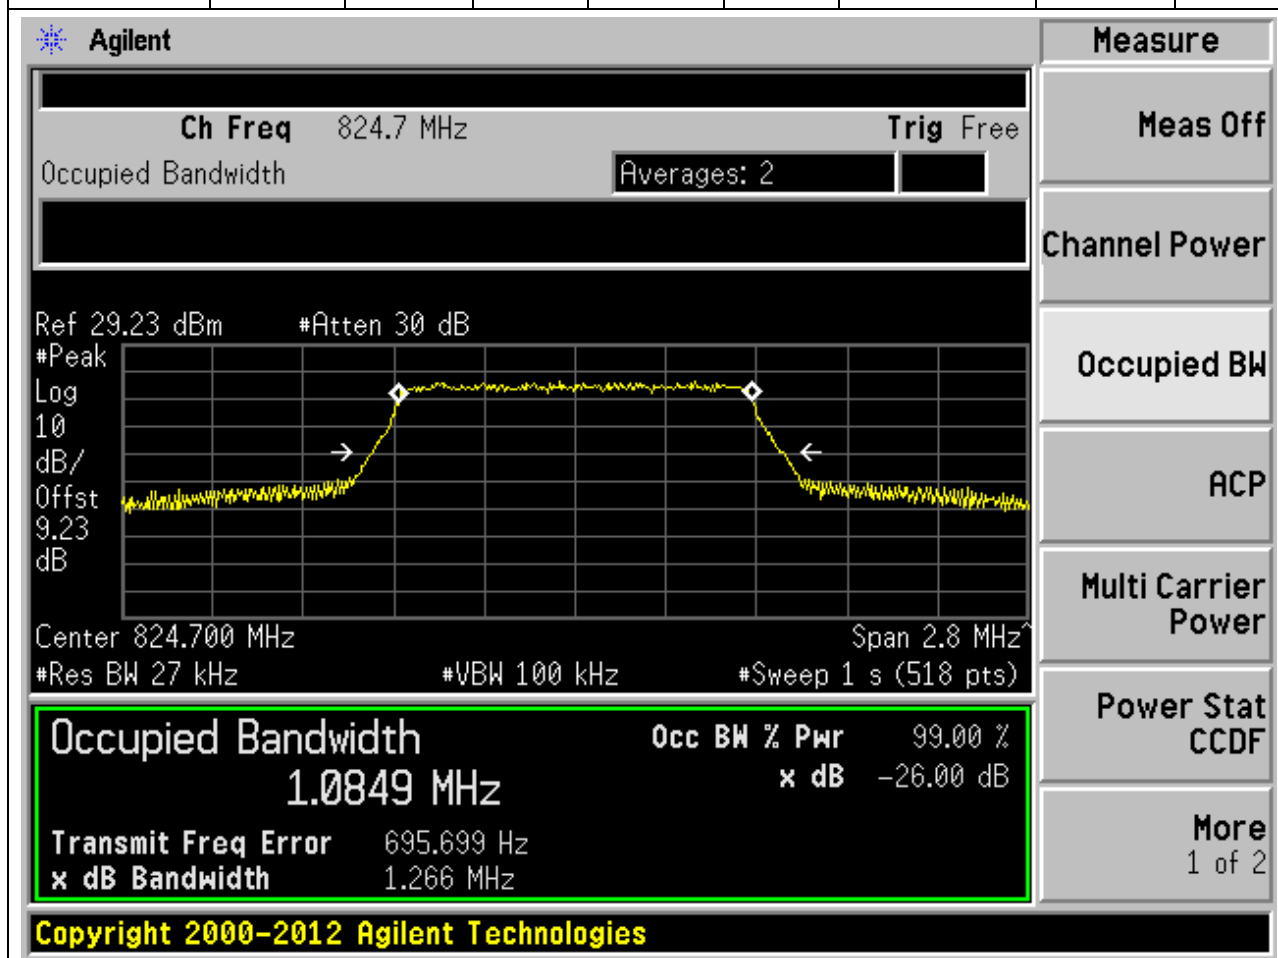 Agilent
Measure
Ch Freq 824.7 MHz Trig Free
Meas Off
Occupied Bandwidth Averages: 2
Channel Power
Ref 29.23 dBm #Atten 30 dB
#Peak
Log
10
dB/
Offst
9.23
dB
Occupied BW
ACP
Multi Carrier
Power
Center 824.700 MHz Span 2.8 MHz^
#Res BW 27 kHz #VBW 100 kHz #Sweep 1 s (518 pts)
Power Stat
CCDF
Occupied Bandwidth Occ BW % Pwr 99.00 %
1.0849 MHz x dB -26.00 dB
Transmit Freq Error 695.699 Hz
x dB Bandwidth 1.266 MHz
More
1 of 2
Copyright 2000-2012 Agilent Technologies